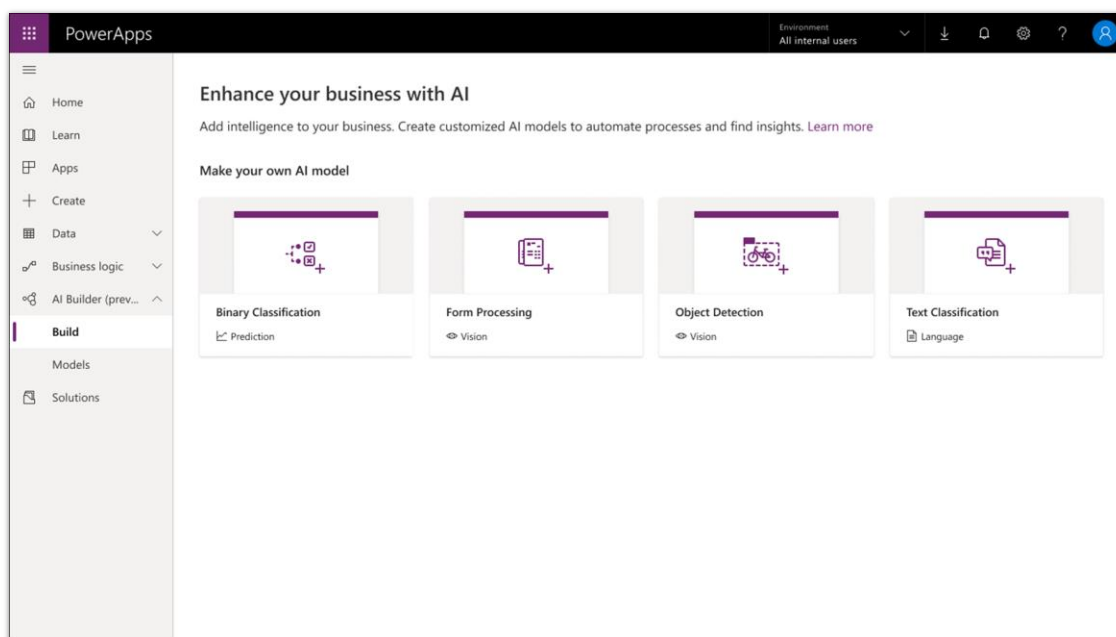 PowerApps
Environment
All internal users
?
Home
Learn
Apps
Create
Data
Business logic
AI Builder (prev...
Build
Models
Solutions
Enhance your business with AI
Add intelligence to your business. Create customized AI models to automate processes and find insights. Learn more
Make your own AI model
Binary Classification
Prediction
Form Processing
Vision
Object Detection
Vision
Text Classification
Language